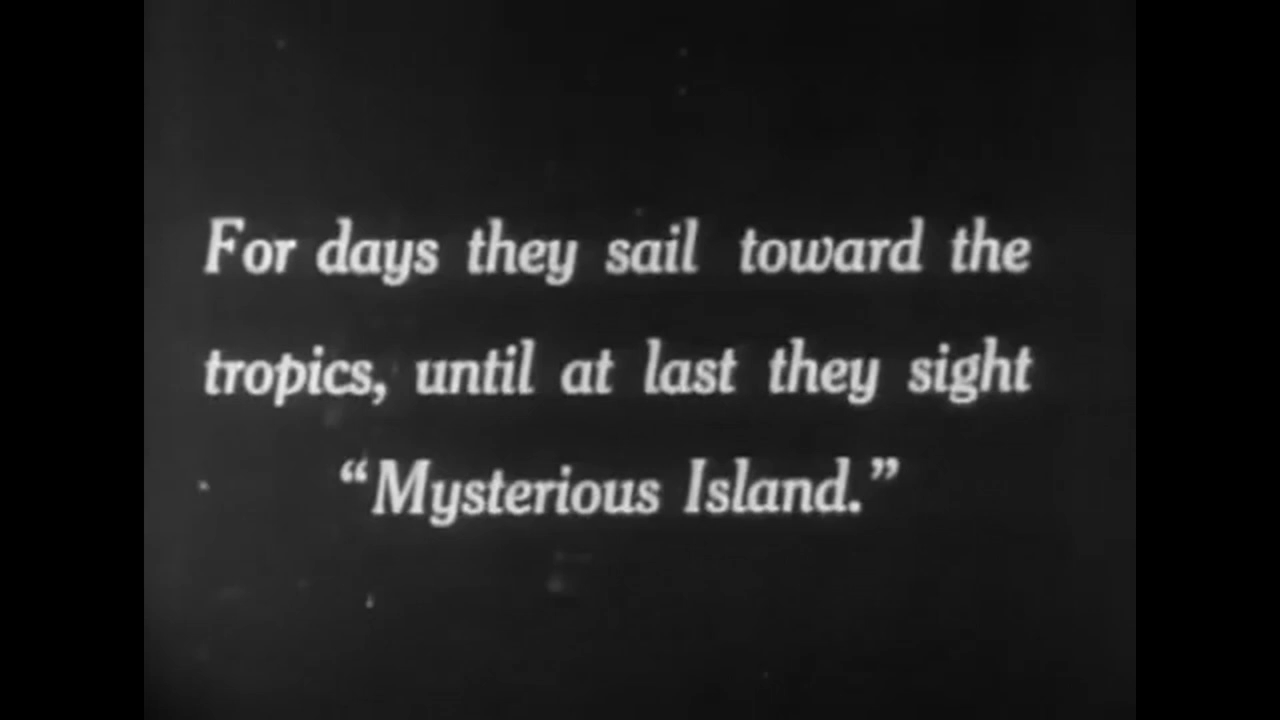 For days they sail toward the
tropics, until at last they sight
“Mysterious Island.”